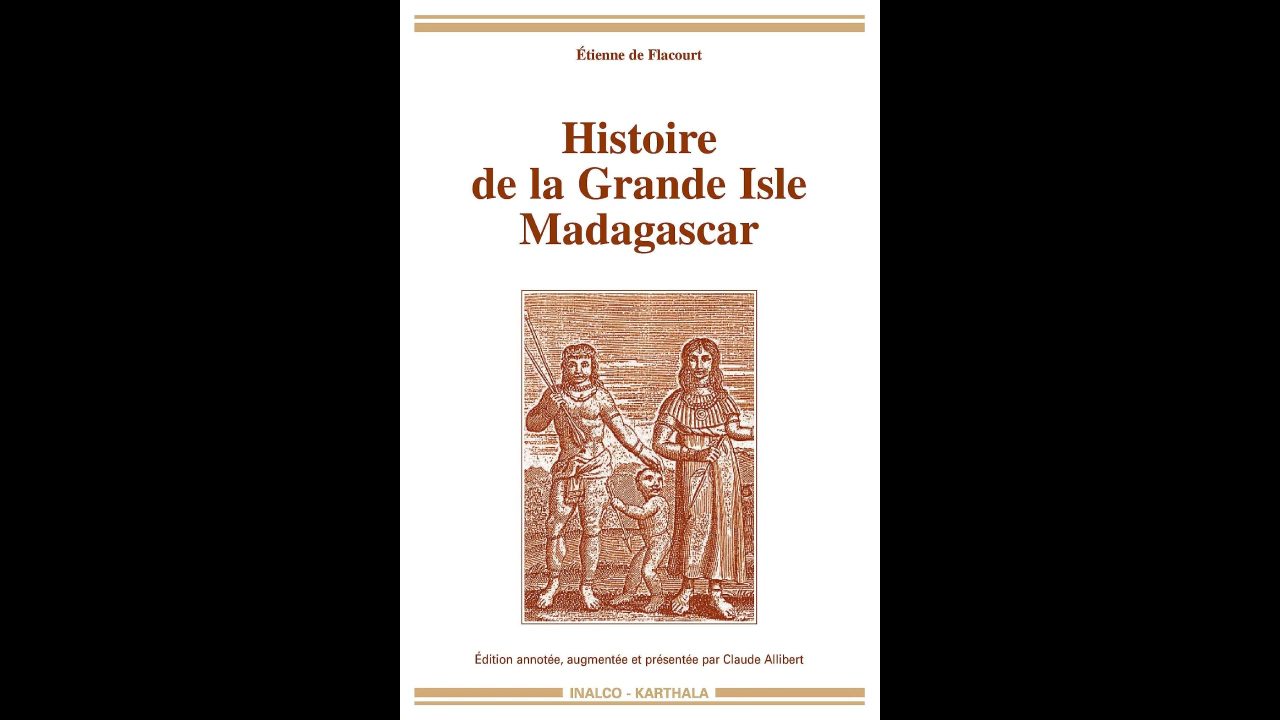 Étienne de Flacourt
Histoire
de la Grande Isle
Madagascar
Édition annotée, augmentée et présentée par Claude Allibert
INALCO - KARTHALA